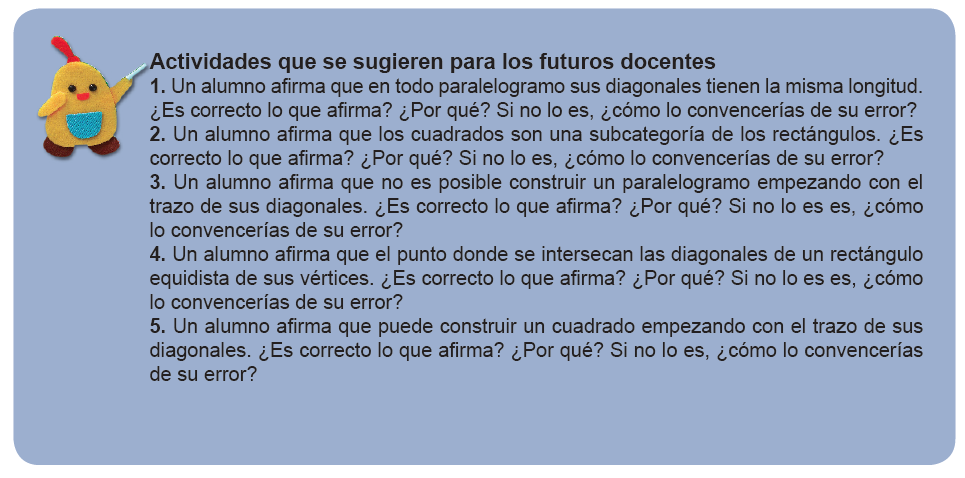 Actividades que se sugieren para los futuros docentes
1. Un alumno afirma que en todo paralelogramo sus diagonales tienen la misma longitud.
¿Es correcto lo que afirma? ¿Por qué? Si no lo es, ¿cómo lo convencerías de su error?
2. Un alumno afirma que los cuadrados son una subcategoría de los rectángulos. ¿Es
correcto lo que afirma? ¿Por qué? Si no lo es, ¿cómo lo convencerías de su error?
3. Un alumno afirma que no es posible construir un paralelogramo empezando con el
trazo de sus diagonales. ¿Es correcto lo que afirma? ¿Por qué? Si no lo es es, ¿cómo
lo convencerías de su error?
4. Un alumno afirma que el punto donde se intersecan las diagonales de un rectángulo
equidista de sus vértices. ¿Es correcto lo que afirma? ¿Por qué? Si no lo es es, ¿cómo
lo convencerías de su error?
5. Un alumno afirma que puede construir un cuadrado empezando con el trazo de sus
diagonales. ¿Es correcto lo que afirma? ¿Por qué? Si no lo es, ¿cómo lo convencerías
de su error?